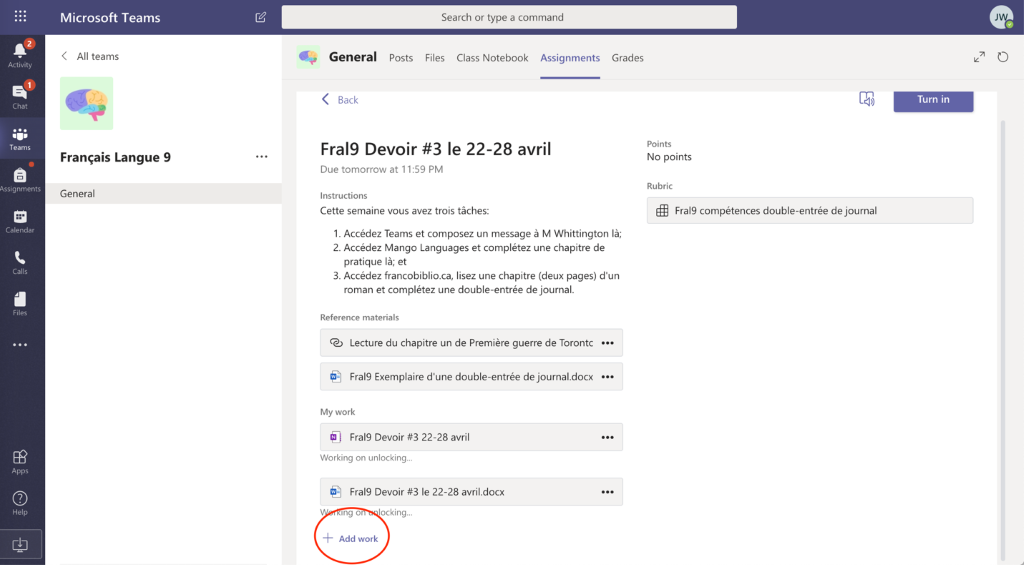 Microsoft Teams
Search or type a command
JW
2
Activity
1
Chat
Teams
Assignments
Calendar
Calls
Files
Apps
Help
All teams
Français Langue 9
General
General
Posts
Files
Class Notebook
Assignments
Grades
Back
Turn in
Fral9 Devoir #3 le 22-28 avril
Due tomorrow at 11:59 PM
Instructions
Cette semaine vous avez trois tâches:
1. Accédez Teams et composez un message à M Whittington là;
2. Accédez Mango Languages et complétez une chapitre de
pratique là; et
3. Accédez francobiblio.ca, lisez une chapitre (deux pages) d'un
roman et complétez une double-entrée de journal.
Reference materials
Lecture du chapitre un de Première guerre de Toronto
Fral9 Exemplaire d'une double-entrée de journal.docx
My work
Fral9 Devoir #3 22-28 avril
Working on unlocking...
Fral9 Devoir #3 le 22-28 avril.docx
Working on unlocking...
+ Add work
Points
No points
Rubric
Fral9 compétences double-entrée de journal